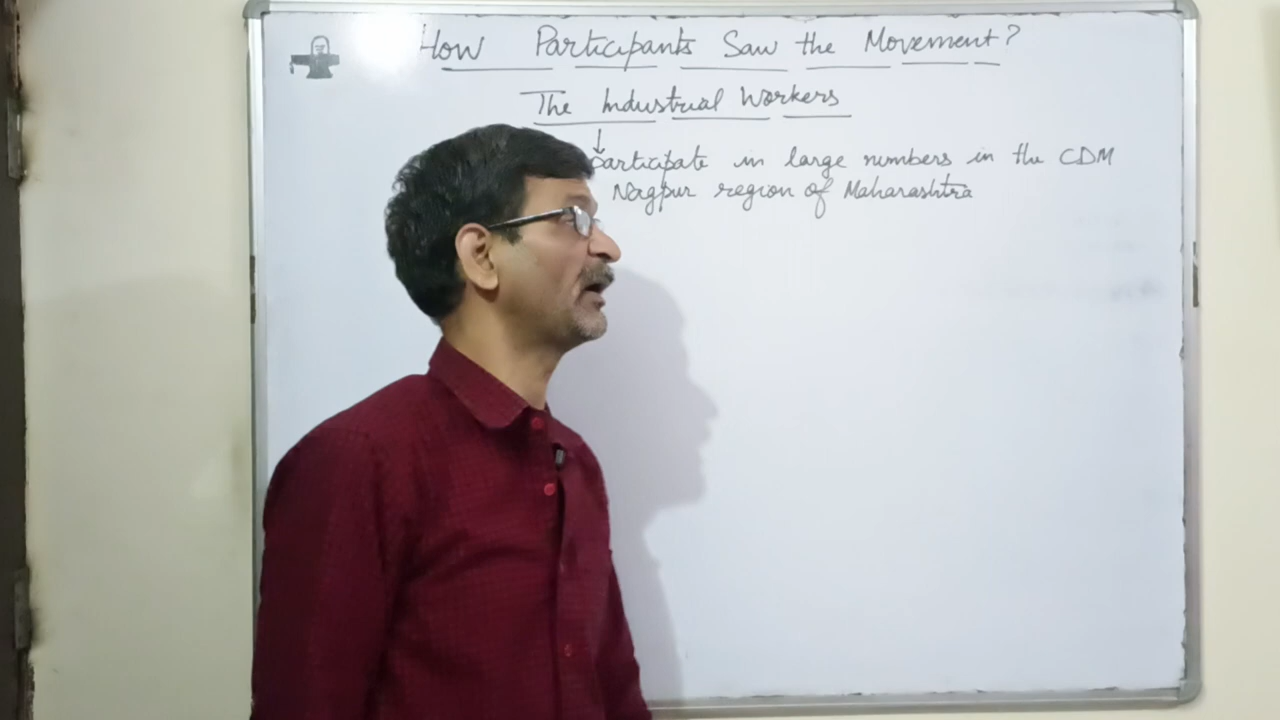 How Participants Saw the Movement?
The Industrial Workers
participate in large numbers in the CDM
Nagpur region of Maharashtra